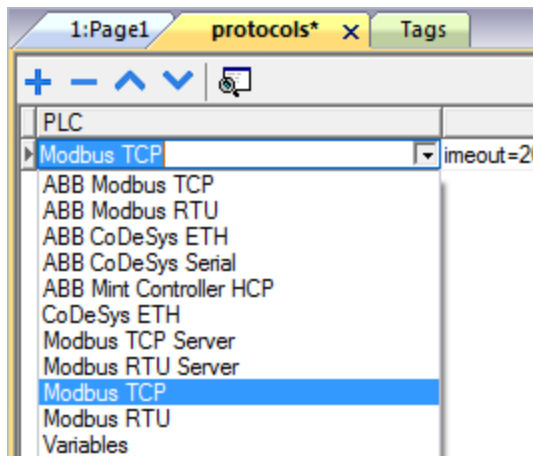 1:Page1 protocols* Tags
PLC
Modbus TCP imeout=20
ABB Modbus TCP
ABB Modbus RTU
ABB CoDeSys ETH
ABB CoDeSys Serial
ABB Mint Controller HCP
CoDeSys ETH
Modbus TCP Server
Modbus RTU Server
Modbus TCP
Modbus RTU
Variables